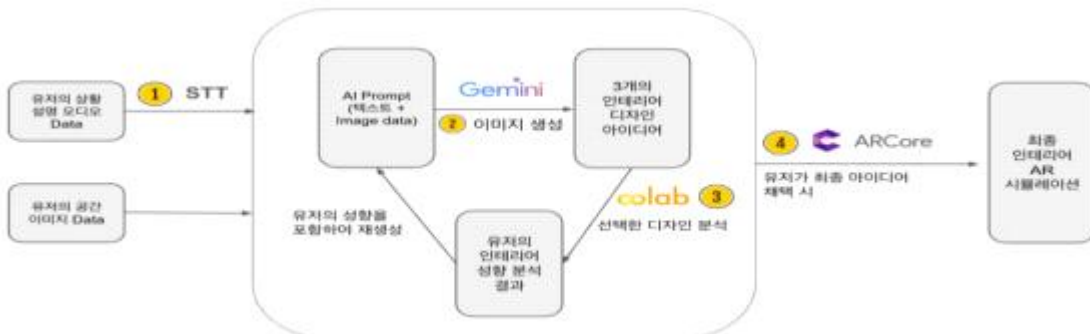 유저의 상황
설명 오디오
Data
1 STT
유저의 공간
이미지 Data
AI Prompt
(텍스트 +
Image data)
Gemini
2 이미지 생성
3개의
인테리어
디자인
아이디어
colab 3
선택한 디자인 분석
유저의 성향을
포함하여 재생성
유저의
인테리어
성향 분석
결과
4 ARCore
유저가 최종 아이디어
채택 시
최종
인테리어
AR
시뮬레이션